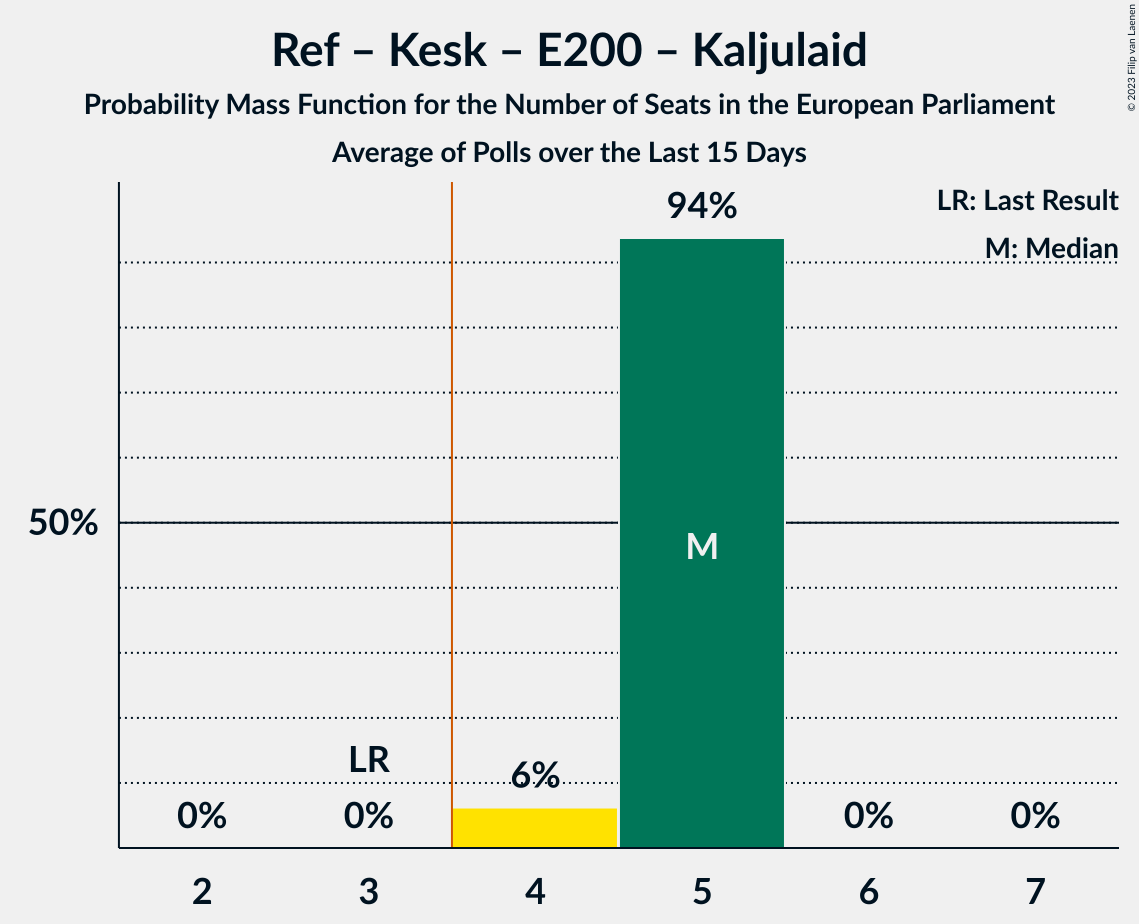 Ref – Kesk – E200 – Kaljulaid
Probability Mass Function for the Number of Seats in the European Parliament
Average of Polls over the Last 15 Days
© 2023 Filip van Laenen
LR: Last Result
M: Median
94%
50%
M
LR
6%
0%
0%
0%
0%
2
3
4
5
6
7